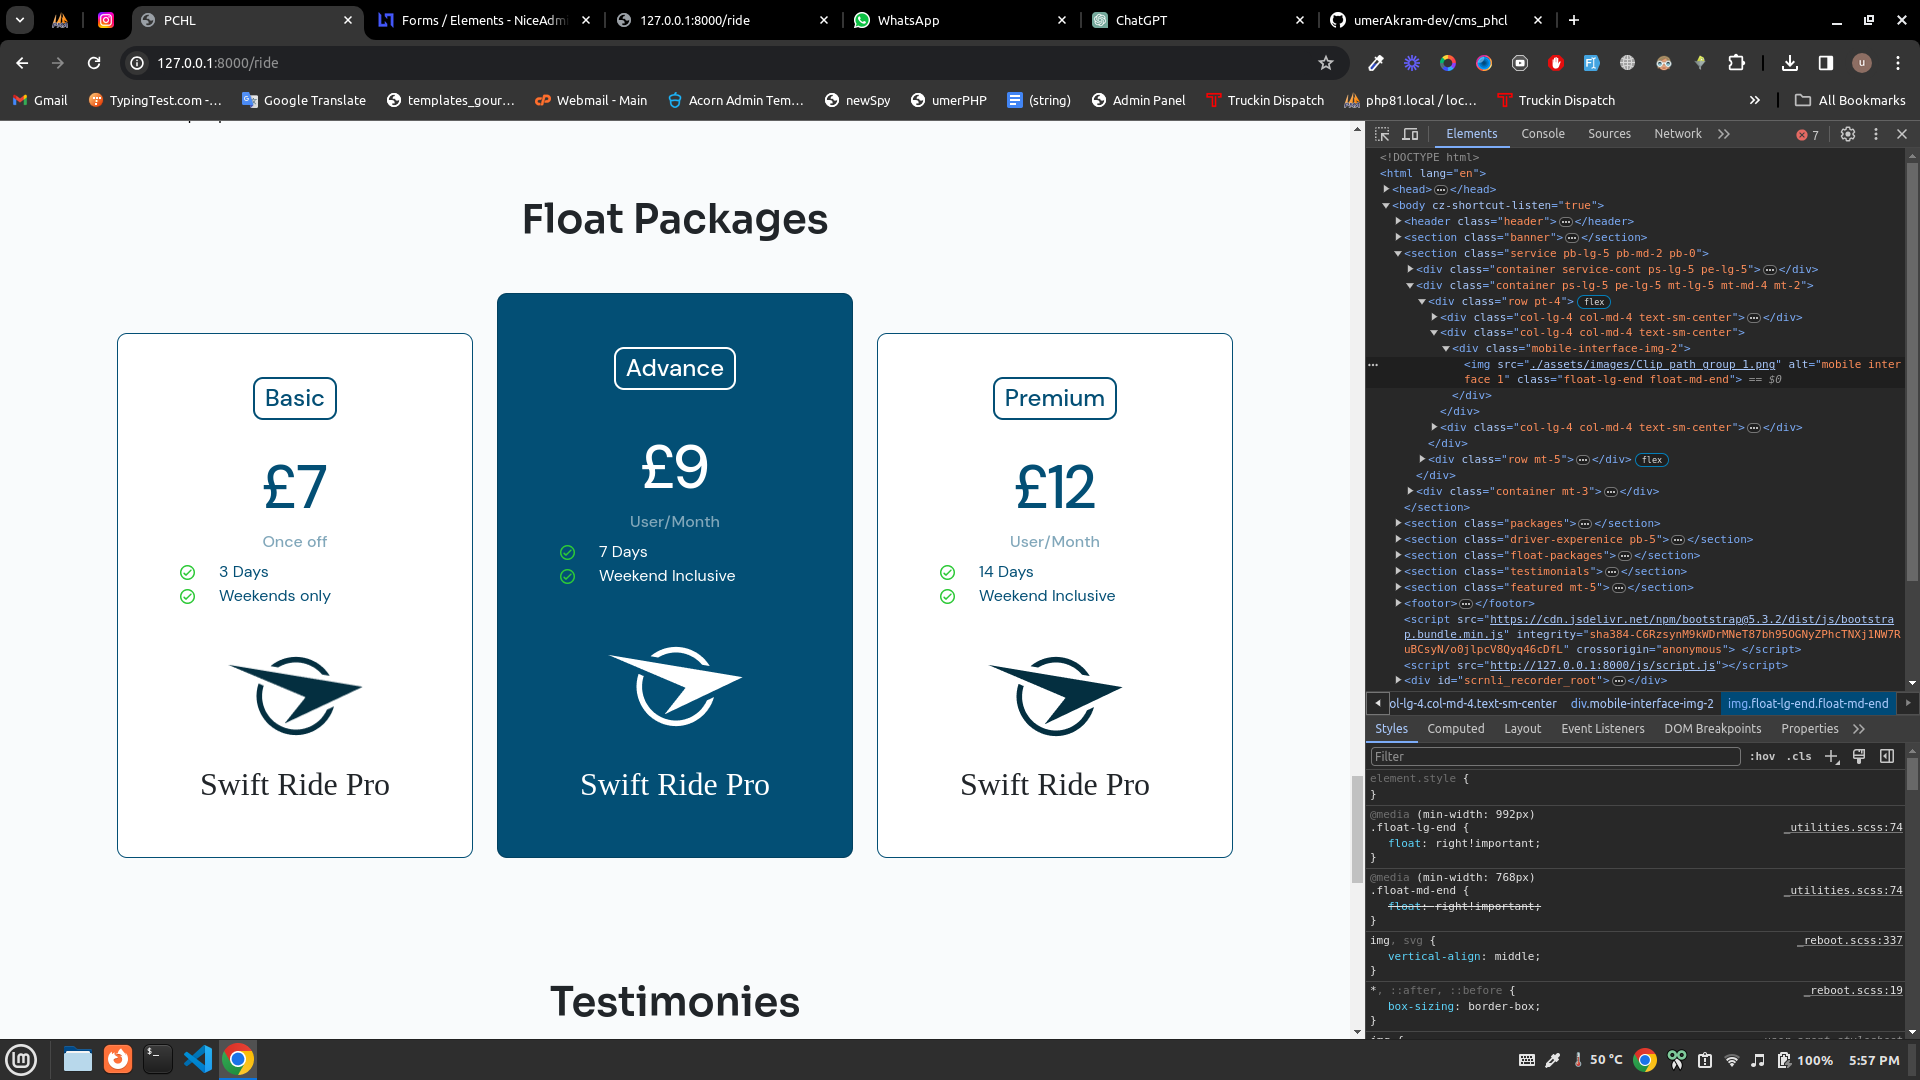 PCHL
Forms / Elements - NiceAdmi
127.0.0.1:8000/ride
WhatsApp
ChatGPT
umerAkram-dev/cms_phcl
127.0.0.1:8000/ride
U
Gmail
TypingTest.com -…
Google Translate
templates_gour…
Webmail - Main
Acorn Admin Tem…
newSpy
umerPHP
(string)
Admin Panel
Truckin Dispatch
php81.local / loc…
Truckin Dispatch
All Bookmarks
Float Packages
Basic
£7
Once off
3 Days
Weekends only
Swift Ride Pro
Advance
£9
User/Month
7 Days
Weekend Inclusive
Swift Ride Pro
Premium
£12
User/Month
14 Days
Weekend Inclusive
Swift Ride Pro
Testimonies
Elements
Console
Sources
Network
7
<!DOCTYPE html>
<html lang="en">
<head>…</head>
<body cz-shortcut-listen="true">
<header class="header">…</header>
<section class="banner">…</section>
<section class="service pb-lg-5 pb-md-2 pb-0">
<div class="container service-cont ps-lg-5 pe-lg-5">…</div>
<div class="container ps-lg-5 pe-lg-5 mt-lg-5 mt-md-4 mt-2">
<div class="row pt-4"> flex
<div class="col-lg-4 col-md-4 text-sm-center">…</div>
<div class="col-lg-4 col-md-4 text-sm-center">
<div class="mobile-interface-img-2">
<img src="./assets/images/Clip path group 1.png" alt="mobile inter
face 1" class="float-lg-end float-md-end"> == $0
</div>
</div>
<div class="col-lg-4 col-md-4 text-sm-center">…</div>
</div>
<div class="row mt-5">…</div> flex
</div>
<div class="container mt-3">…</div>
</section>
<section class="packages">…</section>
<section class="driver-experenice pb-5">…</section>
<section class="float-packages">…</section>
<section class="testimonials">…</section>
<section class="featured mt-5">…</section>
<footor>…</footor>
<script src="https://cdn.jsdelivr.net/npm/bootstrap@5.3.2/dist/js/bootstra
p.bundle.min.js" integrity="sha384-C6RzsynM9kWDrMNeT87bh95OGNyZPhcTNXj1NW7R
uBCsyN/o0jlpcV8Qyq46cDfL" crossorigin="anonymous"> </script>
<script src="http://127.0.0.1:8000/js/script.js"></script>
<div id="scrnli_recorder_root">…</div>
ol-lg-4.col-md-4.text-sm-center
div.mobile-interface-img-2
img.float-lg-end.float-md-end
Styles
Computed
Layout
Event Listeners
DOM Breakpoints
Properties
Filter
:hov
.cls
element.style {
}
@media (min-width: 992px)
.float-lg-end {
_utilities.scss:74
float: right!important;
}
@media (min-width: 768px)
.float-md-end {
_utilities.scss:74
float: right!important;
}
img, svg {
_reboot.scss:337
vertical-align: middle;
}
*, ::after, ::before {
_reboot.scss:19
box-sizing: border-box;
}
50 °C
100%
5:57 PM